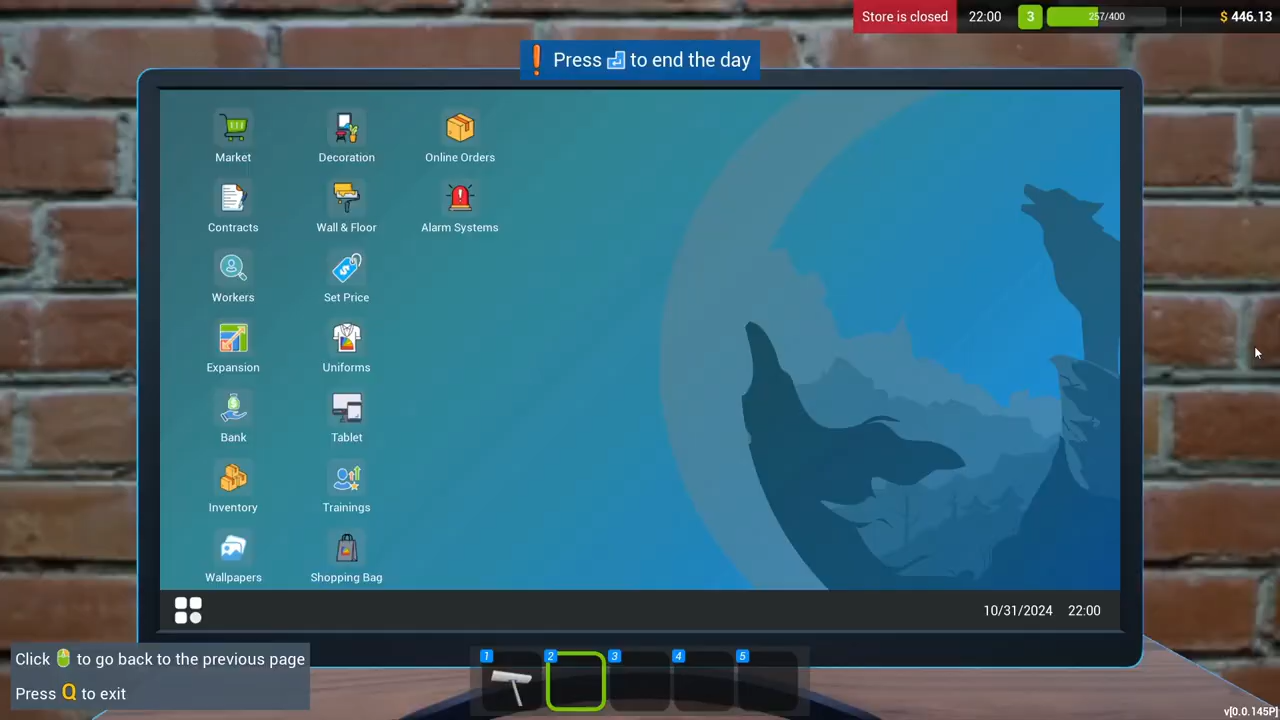 Store is closed 22:00 3 257/400 $ 446.13
Press to end the day
Market Decoration Online Orders
Contracts Wall & Floor Alarm Systems
Workers Set Price
Expansion Uniforms
Bank Tablet
Inventory Trainings
Wallpapers Shopping Bag
10/31/2024 22:00
Click to go back to the previous page
Press Q to exit
1 2 3 4 5
v[0.0.145P]